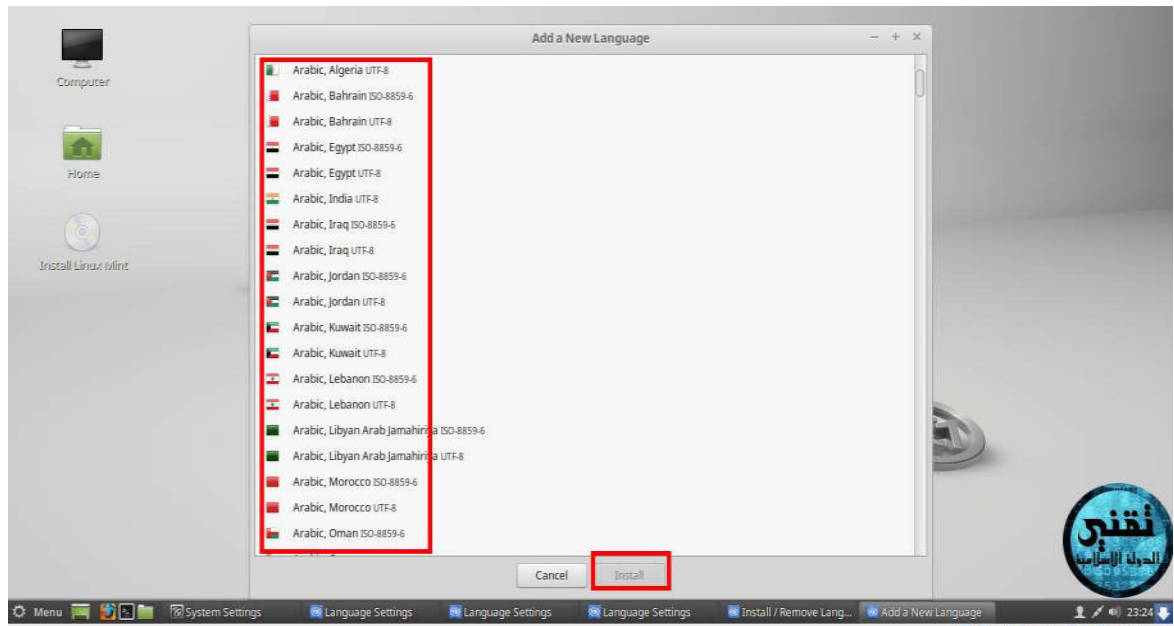 Add a New Language
Computer
Home
Install Linux Mint
Arabic, Algeria UTF-8
Arabic, Bahrain ISO-8859-6
Arabic, Bahrain UTF-8
Arabic, Egypt ISO-8859-6
Arabic, Egypt UTF-8
Arabic, India UTF-8
Arabic, Iraq ISO-8859-6
Arabic, Iraq UTF-8
Arabic, Jordan ISO-8859-6
Arabic, Jordan UTF-8
Arabic, Kuwait ISO-8859-6
Arabic, Kuwait UTF-8
Arabic, Lebanon ISO-8859-6
Arabic, Lebanon UTF-8
Arabic, Libyan Arab Jamahiriya ISO-8859-6
Arabic, Libyan Arab Jamahiriya UTF-8
Arabic, Morocco ISO-8859-6
Arabic, Morocco UTF-8
Arabic, Oman ISO-8859-6
Cancel
Install
تقني
الدولة الإسلامية
Menu
System Settings
Language Settings
Language Settings
Language Settings
Install / Remove Lang...
Add a New Language
23:24